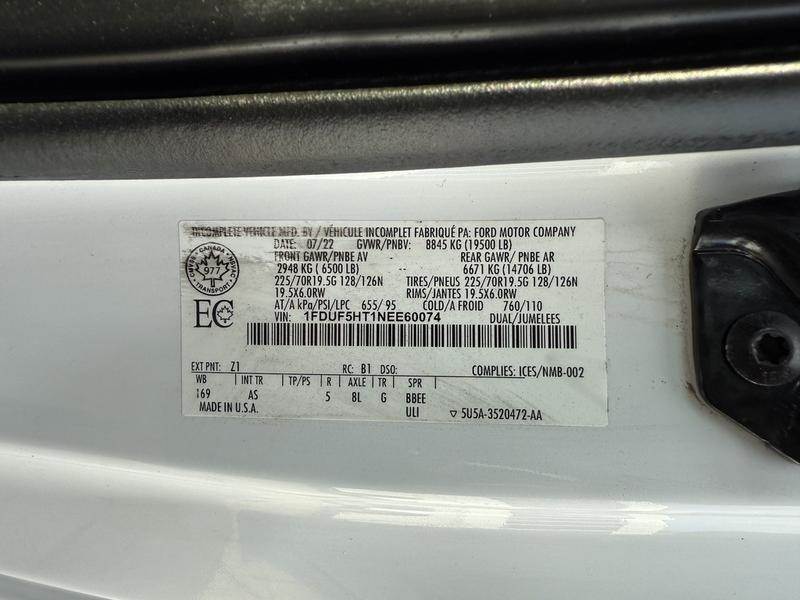 INCOMPLETE VEHICLE MFD. BY / VÉHICULE INCOMPLET FABRIQUÉ PA: FORD MOTOR COMPANY
DATE: 07/22 GVWR/PNBV: 8845 KG (19500 LB)
FRONT GAWR/PNBE AV REAR GAWR/ PNBE AR
2948 KG ( 6500 LB) -- 6671 KG (14706 LB)
225/70R19.5G 128/126N TIRES/PNEUS 225/70R19.5G 128/126N
19.5X6.0RW RIMS/JANTES 19.5X6.0RW
AT/A kPa/PSI/LPC 655/ 95 COLD/A FROID 760/110
VIN: 1FDUF5HT1NEE60074 DUAL/JUMELEES
CANADA
977
TRANSPORT
EC
EXT PNT: Z1 RC: B1 DSO: COMPLIES: ICES/NMB-002
WB INT TR TP/PS R AXLE TR SPR
169 AS 5 8L G BBEE
MADE IN U.S.A. ULI ▽ 5U5A-3520472-AA